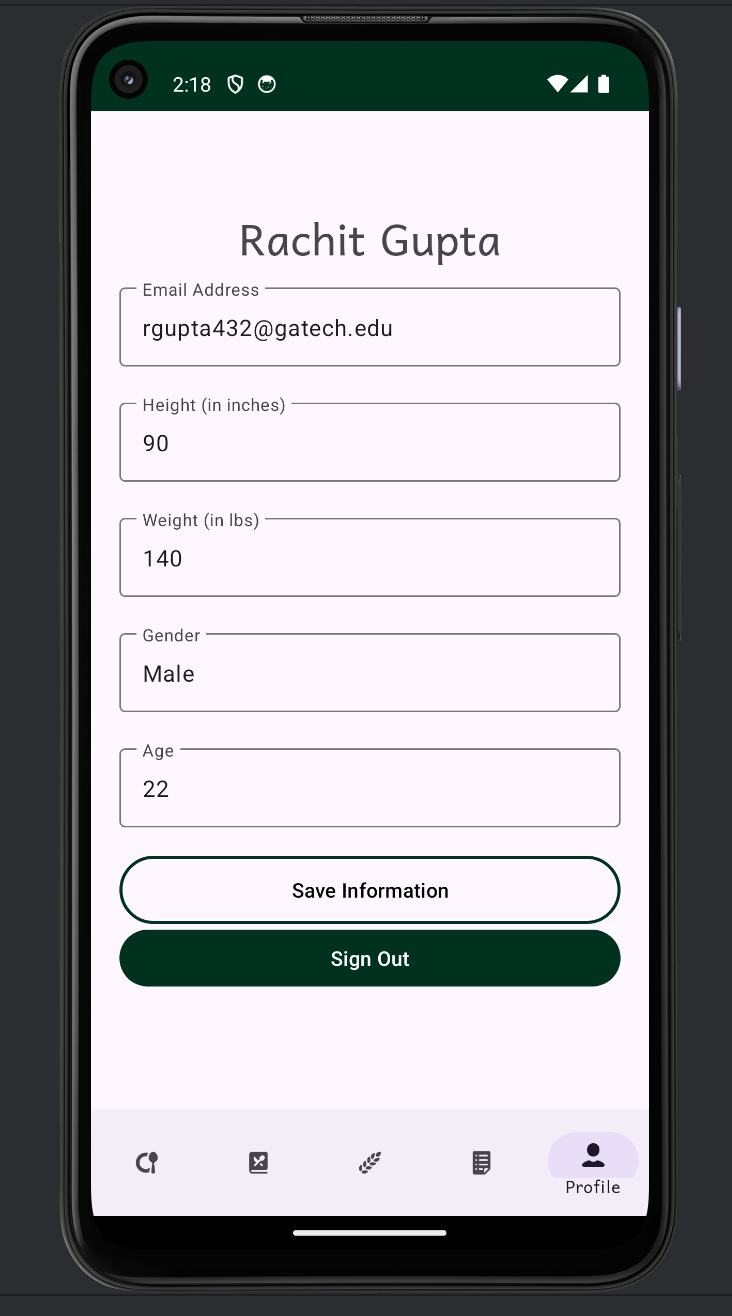 2:18
Rachit Gupta
Email Address
rgupta432@gatech.edu
Height (in inches)
90
Weight (in lbs)
140
Gender
Male
Age
22
Save Information
Sign Out
Profile